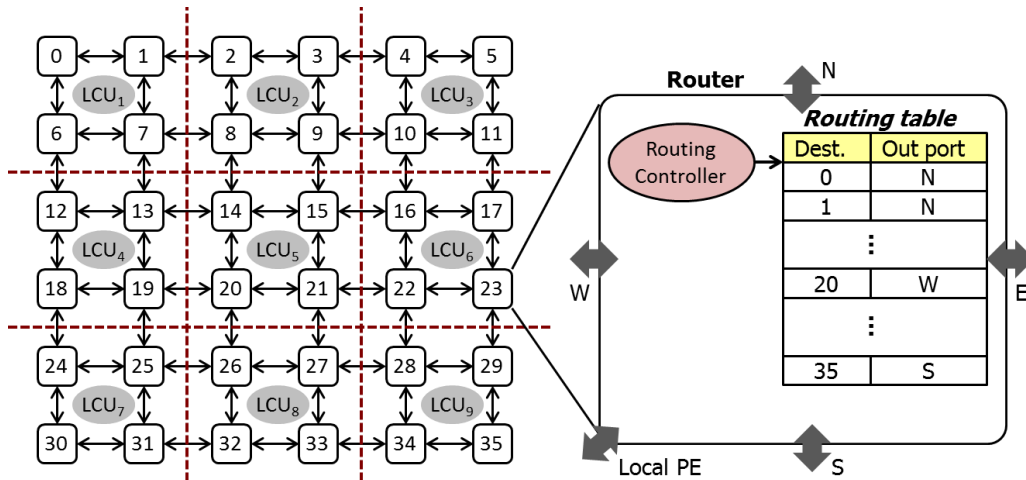 0 1 2 3 4 5
LCU1 LCU2 LCU3
6 7 8 9 10 11
12 13 14 15 16 17
LCU4 LCU5 LCU6
18 19 20 21 22 23
24 25 26 27 28 29
LCU7 LCU8 LCU9
30 31 32 33 34 35
N
Router
Routing table
Routing
Controller
Dest. Out port
0 N
1 N
⋮
20 W
⋮
35 S
W
E
Local PE
S